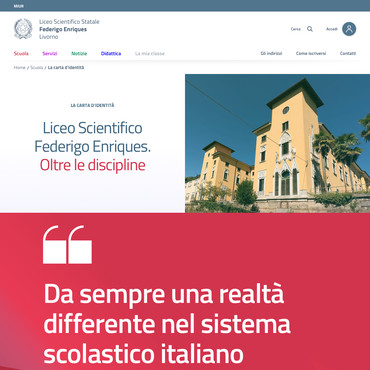 MIUR
Liceo Scientifico Statale
Federigo Enriques
Livorno
Cerca
Accedi
Scuola Servizi Notizie Didattica La mia classe
Gli indirizzi Come iscriversi Contatti
Home / Scuola / La carta d'identità
LA CARTA D'IDENTITÀ
Liceo Scientifico
Federigo Enriques.
Oltre le discipline
Da sempre una realtà
differente nel sistema
scolastico italiano